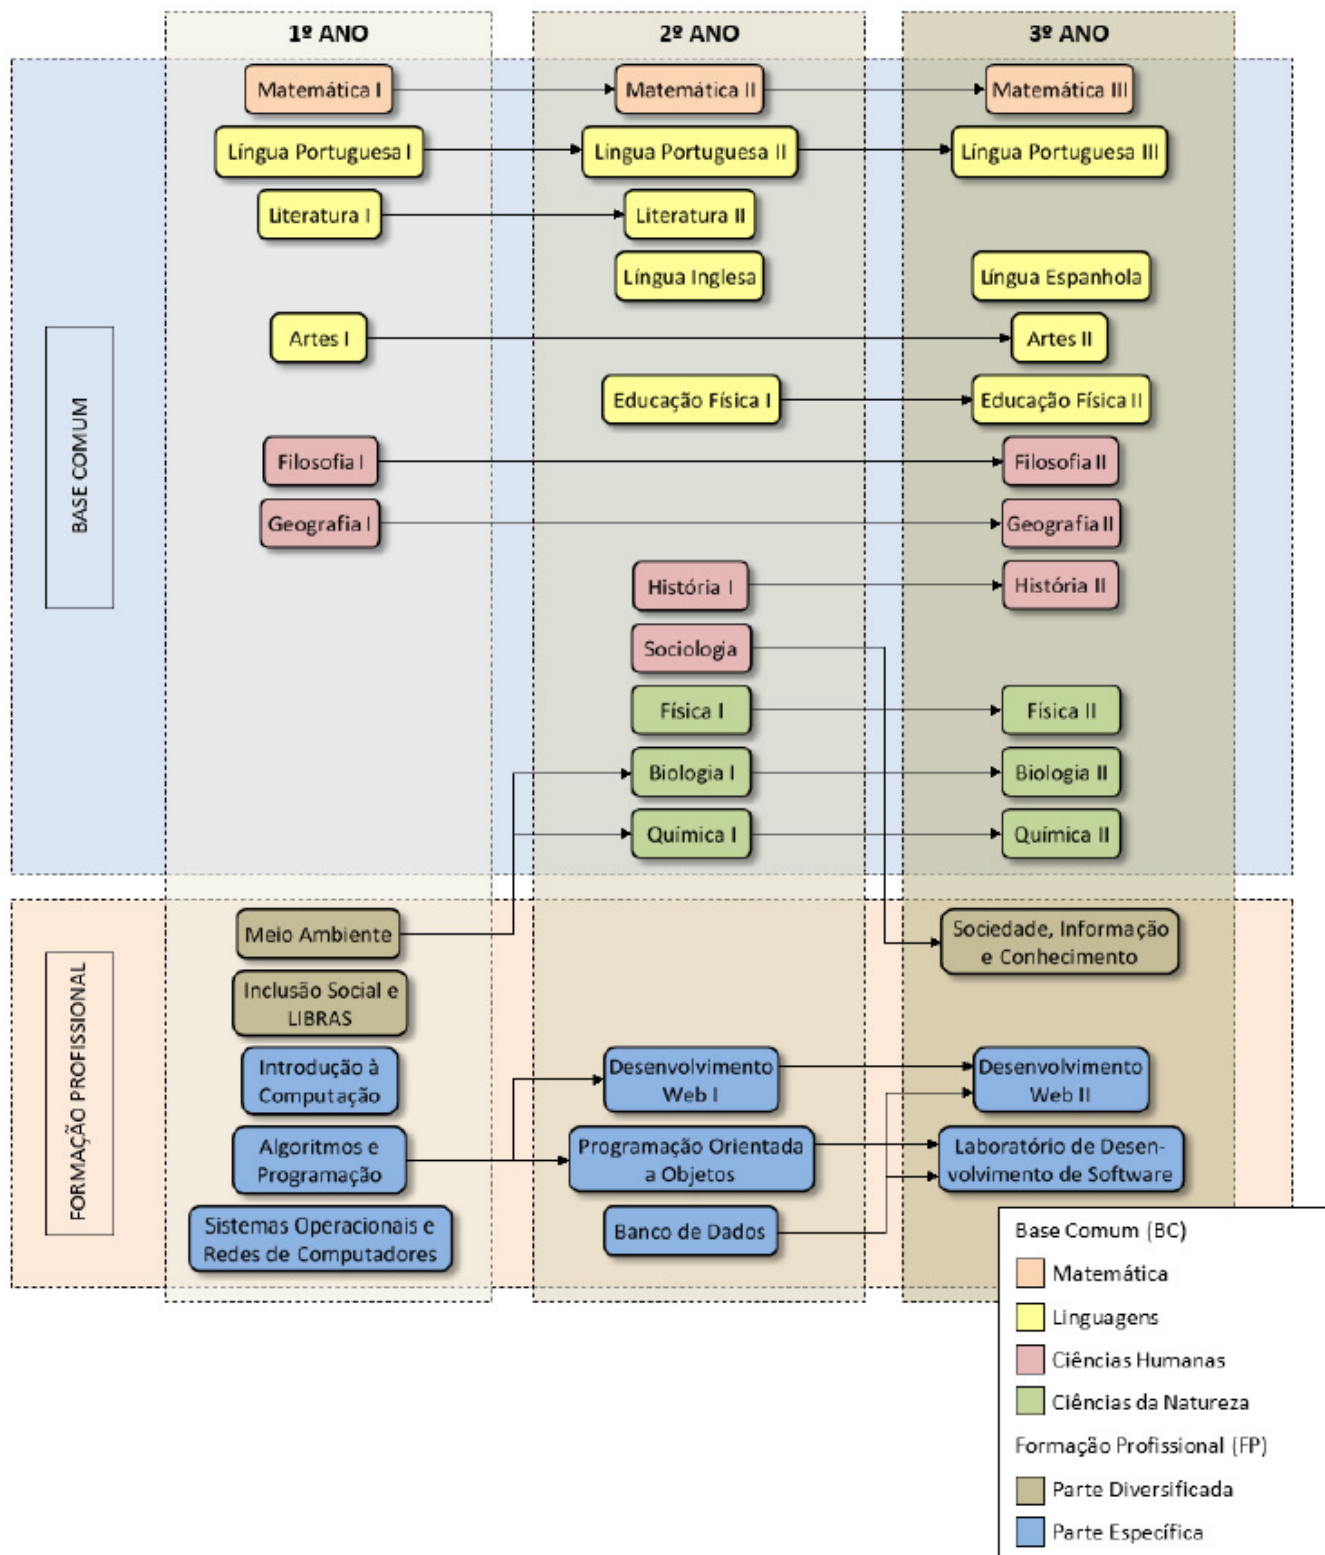 1º ANO
2º ANO
3º ANO
BASE COMUM
Matemática I
Matemática II
Matemática III
Língua Portuguesa I
Língua Portuguesa II
Língua Portuguesa III
Literatura I
Literatura II
Língua Inglesa
Língua Espanhola
Artes I
Artes II
Educação Física I
Educação Física II
Filosofia I
Filosofia II
Geografia I
Geografia II
História I
História II
Sociologia
Física I
Física II
Biologia I
Biologia II
Química I
Química II
FORMAÇÃO PROFISSIONAL
Meio Ambiente
Sociedade, Informação
e Conhecimento
Inclusão Social e
LIBRAS
Introdução à
Computação
Desenvolvimento
Web I
Desenvolvimento
Web II
Algoritmos e
Programação
Programação Orientada
a Objetos
Laboratório de Desen-
volvimento de Software
Sistemas Operacionais e
Redes de Computadores
Banco de Dados
Base Comum (BC)
Matemática
Linguagens
Ciências Humanas
Ciências da Natureza
Formação Profissional (FP)
Parte Diversificada
Parte Específica